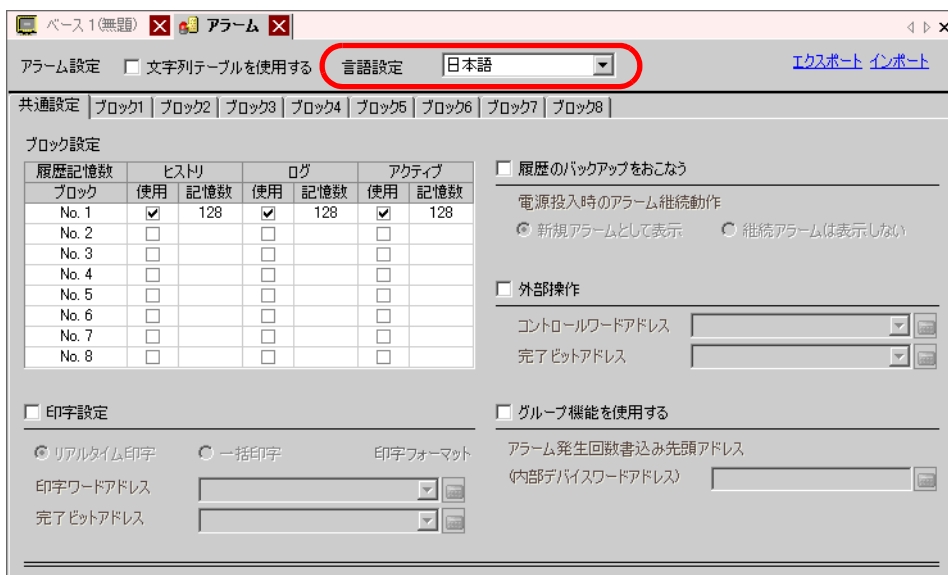 ベース 1(無題) アラーム
アラーム設定 文字列テーブルを使用する 言語設定 日本語 エクスポート インポート
共通設定 ブロック1 ブロック2 ブロック3 ブロック4 ブロック5 ブロック6 ブロック7 ブロック8
ブロック設定
履歴記憶数 ヒストリ ログ アクティブ
ブロック 使用 記憶数 使用 記憶数 使用 記憶数
No. 1 128 128 128
No. 2
No. 3
No. 4
No. 5
No. 6
No. 7
No. 8
履歴のバックアップをおこなう
電源投入時のアラーム継続動作
新規アラームとして表示 継続アラームは表示しない
外部操作
コントロールワードアドレス
完了ビットアドレス
印字設定
リアルタイム印字 一括印字 印字フォーマット
印字ワードアドレス
完了ビットアドレス
グループ機能を使用する
アラーム発生回数書込み先頭アドレス
(内部デバイスワードアドレス)